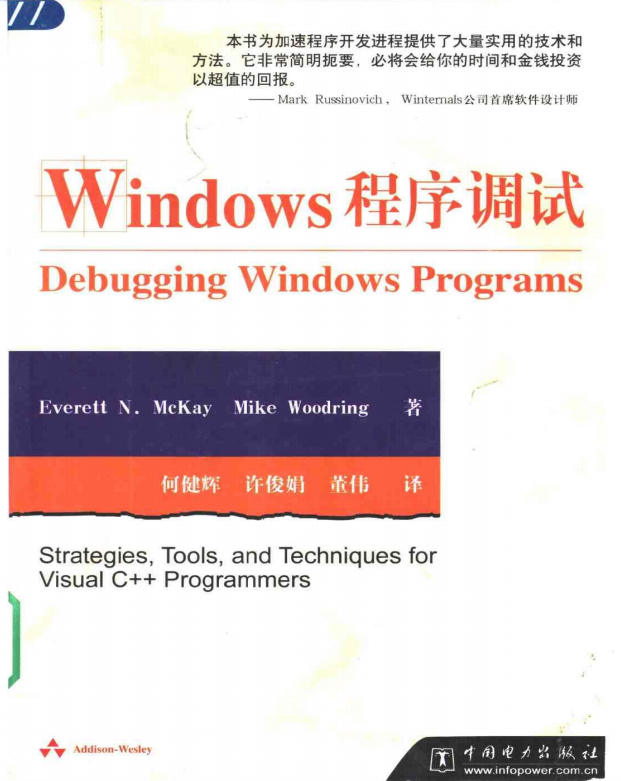 本书为加速程序开发进程提供了大量实用的技术和
方法。它非常简明扼要，必将会给你的时间和金钱投资
以超值的回报。
—— Mark Russinovich，Winternals公司首席软件设计师
Windows 程序调试
Debugging Windows Programs
Everett N. McKay Mike Woodring 著
何健辉 许俊娟 董伟 译
Strategies, Tools, and Techniques for
Visual C++ Programmers
Addison-Wesley
中国电力出版社
www.infopower.com.cn